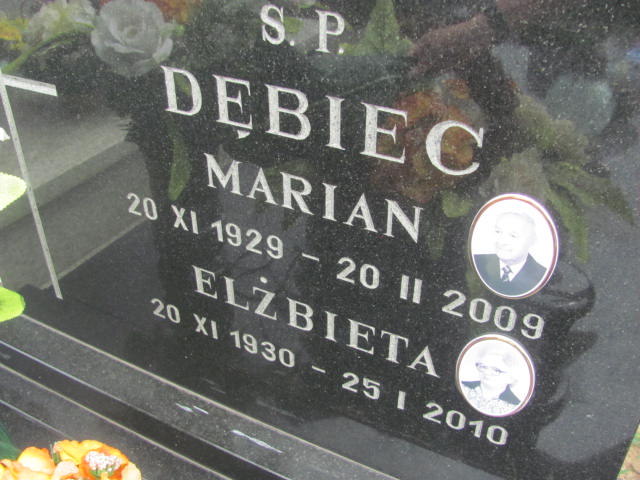 S. P.
DĘBIEC
MARIAN
20 XI 1929 - 20 II 2009
ELŻBIETA
20 XI 1930 - 25 I 2010